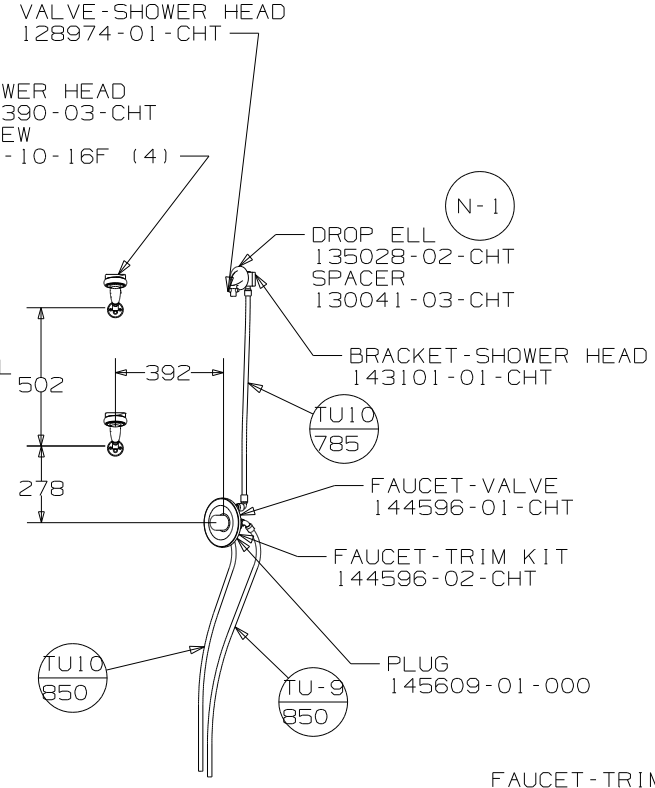 VALVE-SHOWER HEAD
128974-01-CHT
WER HEAD
390-03-CHT
EW
-10-16F (4)
N-1
DROP ELL
135028-02-CHT
SPACER
130041-03-CHT
BRACKET-SHOWER HEAD
143101-01-CHT
L
502
392
TU10
785
278
FAUCET-VALVE
144596-01-CHT
FAUCET-TRIM KIT
144596-02-CHT
TU10
850
TU-9
850
PLUG
145609-01-000
FAUCET-TRIM